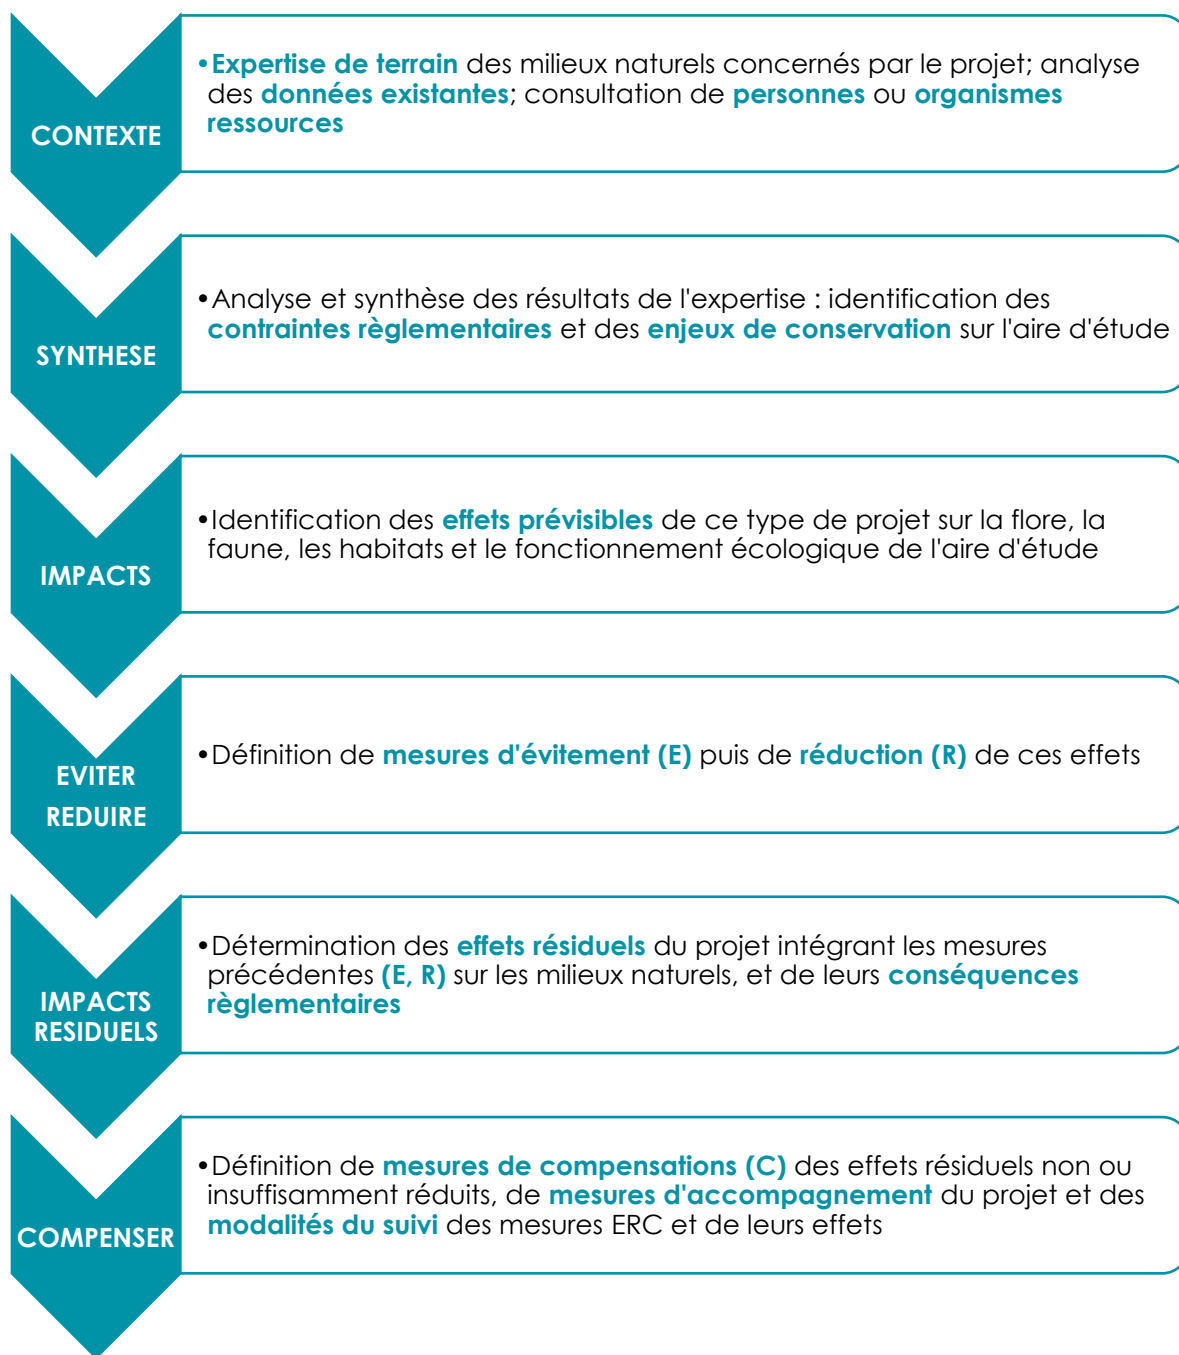 CONTEXTE
•Expertise de terrain des milieux naturels concernés par le projet; analyse
des données existantes; consultation de personnes ou organismes
ressources
SYNTHESE
•Analyse et synthèse des résultats de l'expertise : identification des
contraintes règlementaires et des enjeux de conservation sur l'aire d'étude
IMPACTS
•Identification des effets prévisibles de ce type de projet sur la flore, la
faune, les habitats et le fonctionnement écologique de l'aire d'étude
EVITER
REDUIRE
•Définition de mesures d'évitement (E) puis de réduction (R) de ces effets
IMPACTS
RESIDUELS
•Détermination des effets résiduels du projet intégrant les mesures
précédentes (E, R) sur les milieux naturels, et de leurs conséquences
règlementaires
COMPENSER
•Définition de mesures de compensations (C) des effets résiduels non ou
insuffisamment réduits, de mesures d'accompagnement du projet et des
modalités du suivi des mesures ERC et de leurs effets